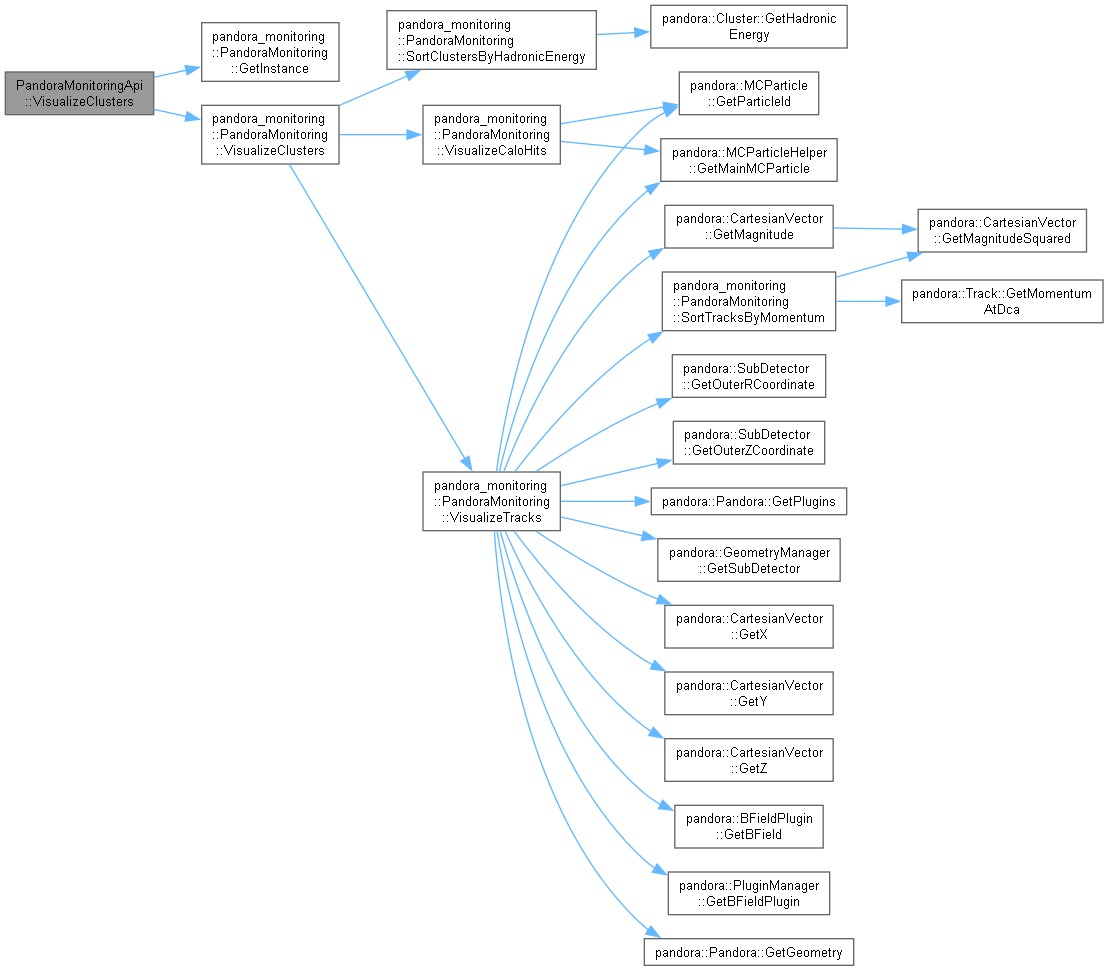 PandoraMonitoringApi
::VisualizeClusters
pandora_monitoring
::PandoraMonitoring
::GetInstance
pandora_monitoring
::PandoraMonitoring
::VisualizeClusters
pandora_monitoring
::PandoraMonitoring
::SortClustersByHadronicEnergy
pandora_monitoring
::PandoraMonitoring
::VisualizeCaloHits
pandora_monitoring
::PandoraMonitoring
::VisualizeTracks
pandora::Cluster::GetHadronic
Energy
pandora::MCParticle
::GetParticleId
pandora::MCParticleHelper
::GetMainMCParticle
pandora::CartesianVector
::GetMagnitude
pandora_monitoring
::PandoraMonitoring
::SortTracksByMomentum
pandora::SubDetector
::GetOuterRCoordinate
pandora::SubDetector
::GetOuterZCoordinate
pandora::Pandora::GetPlugins
pandora::GeometryManager
::GetSubDetector
pandora::CartesianVector
::GetX
pandora::CartesianVector
::GetY
pandora::CartesianVector
::GetZ
pandora::BFieldPlugin
::GetBField
pandora::PluginManager
::GetBFieldPlugin
pandora::Pandora::GetGeometry
pandora::CartesianVector
::GetMagnitudeSquared
pandora::Track::GetMomentum
AtDca